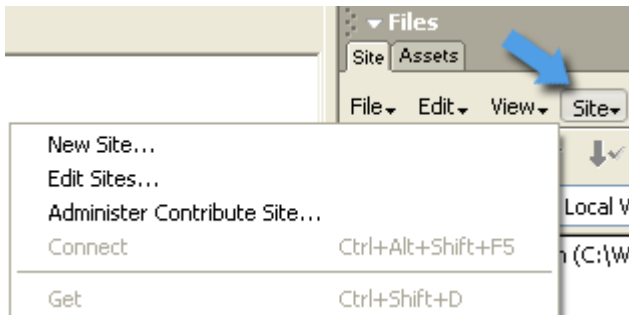 Files
Site Assets
File Edit View Site
New Site...
Edit Sites...
Administer Contribute Site...
Local
Connect Ctrl+Alt+Shift+F5
(C:\W
Get Ctrl+Shift+D